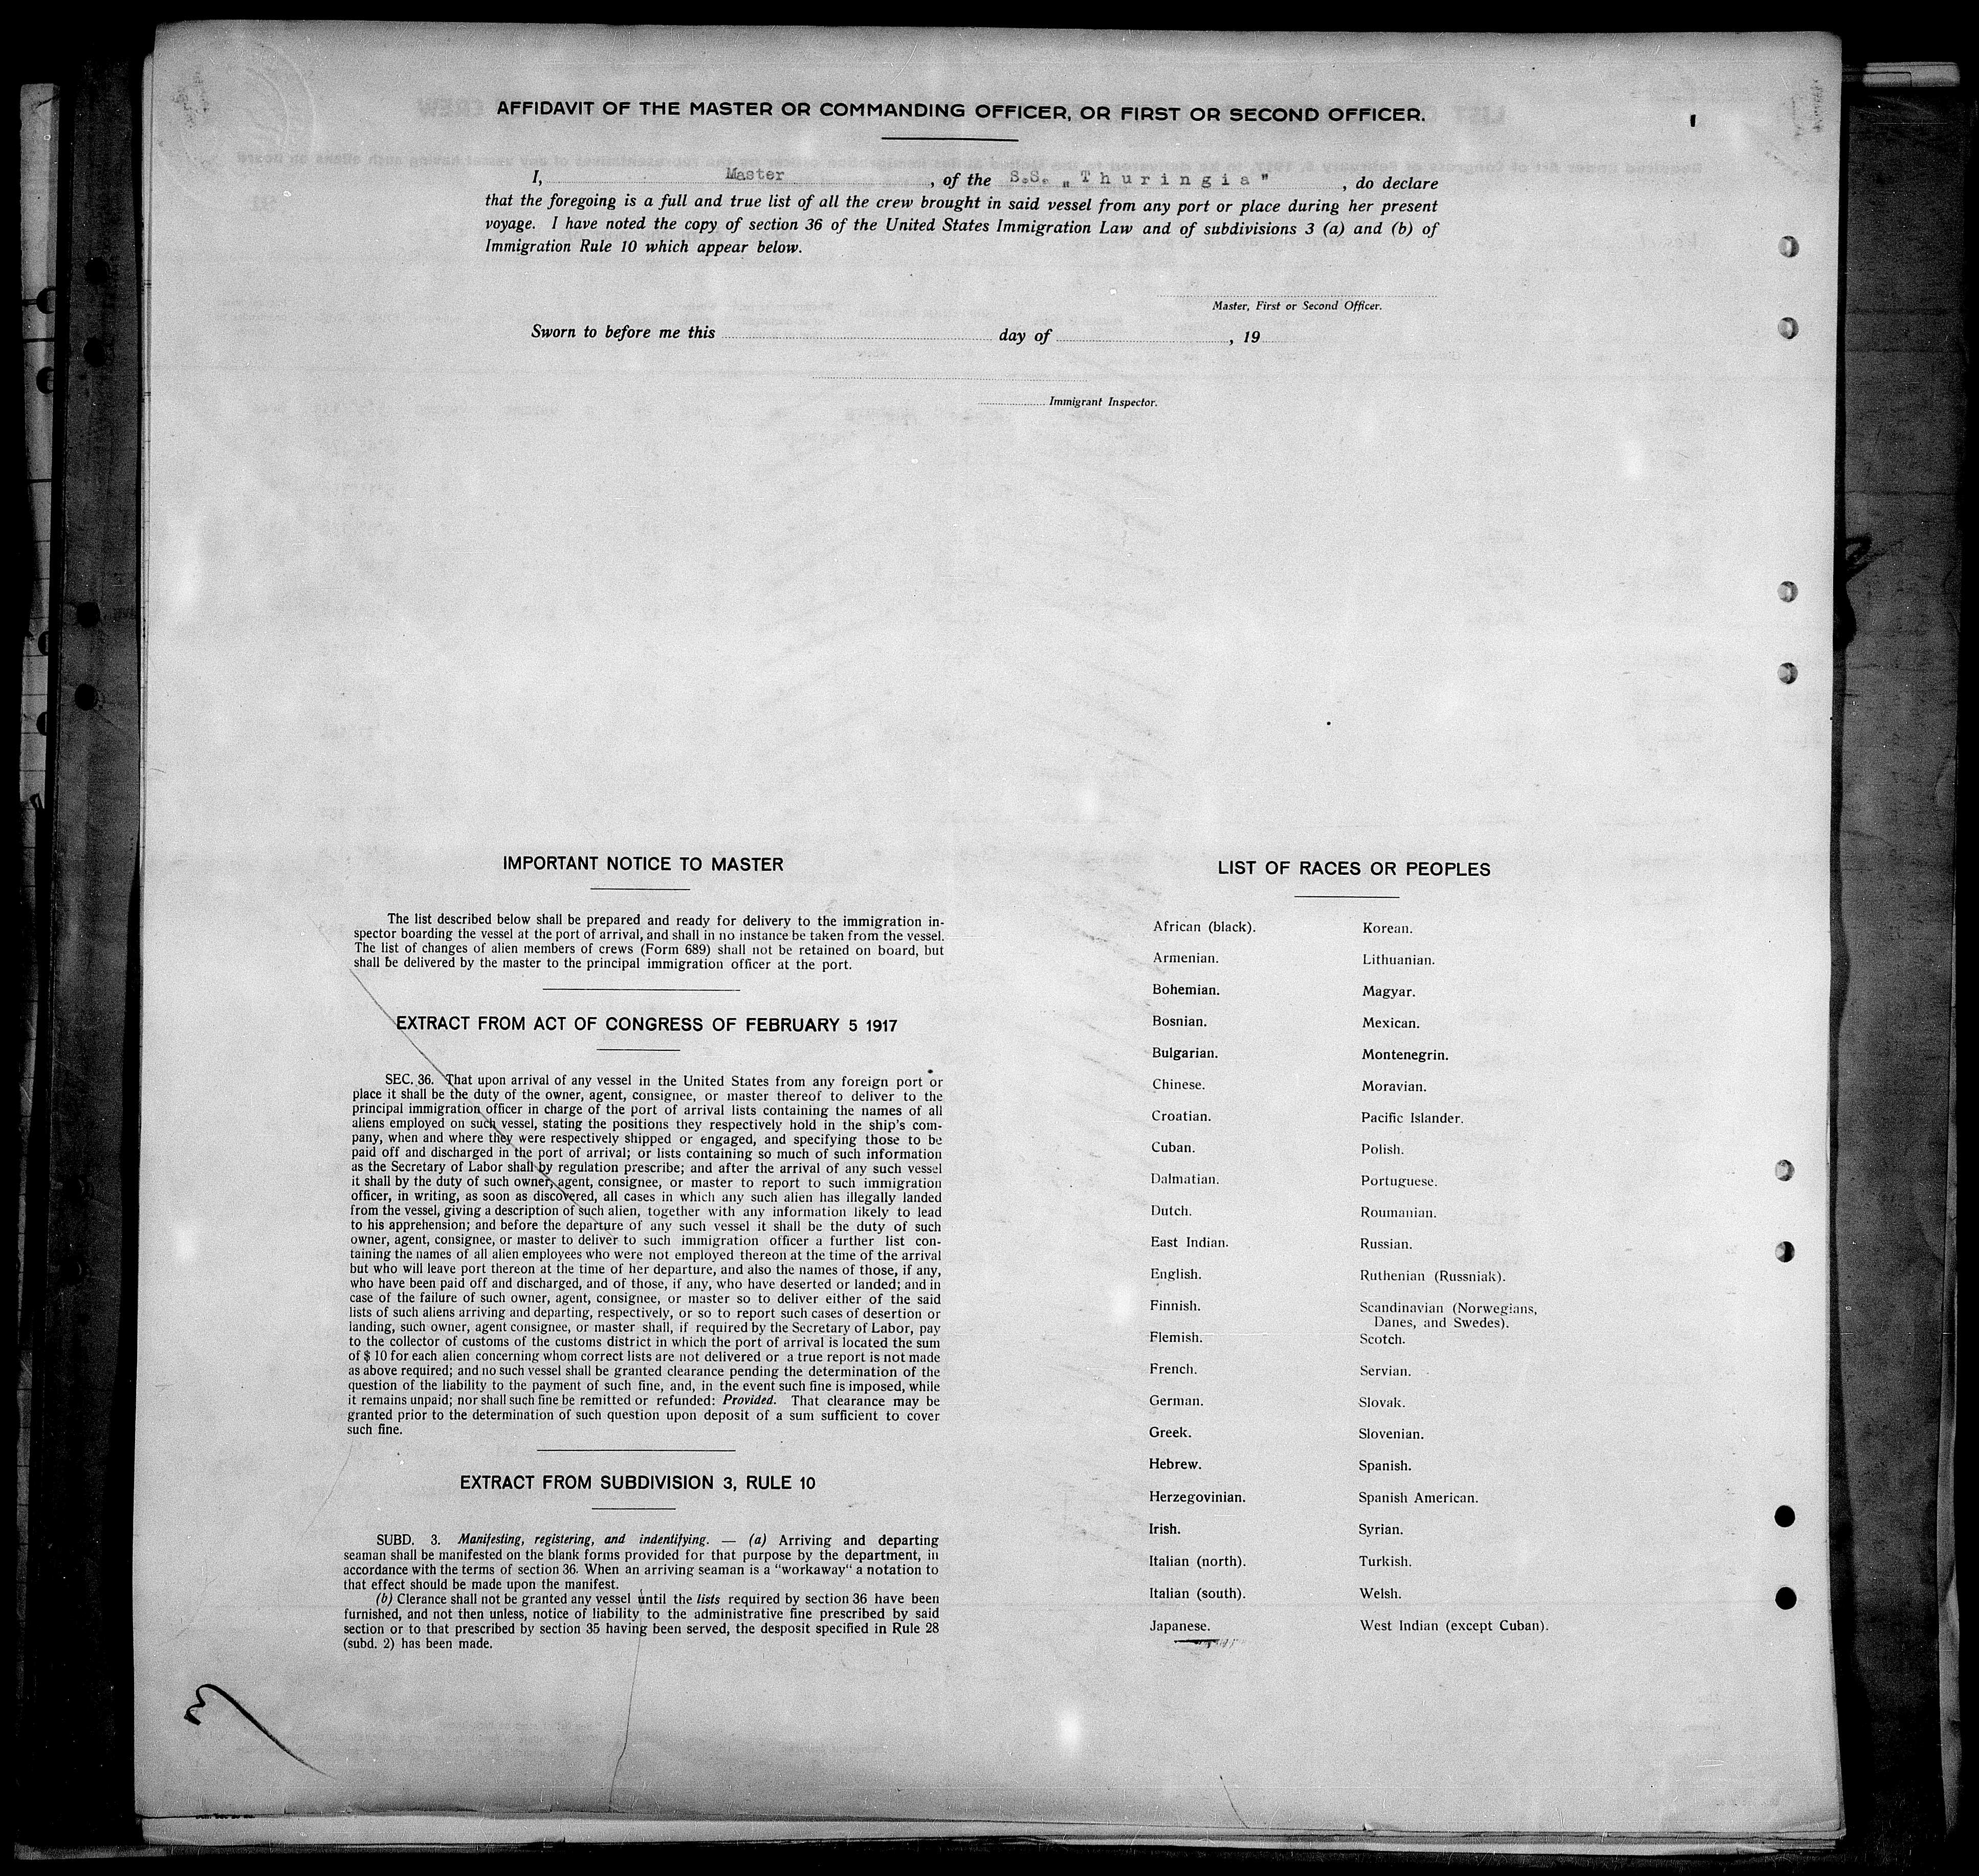 AFFIDAVIT OF THE MASTER OR COMMANDING OFFICER, OR FIRST OR SECOND OFFICER.
I, Master, of the S.S. „Thuringia", do declare
that the foregoing is a full and true list of all the crew brought in said vessel from any port or place during her present
voyage. I have noted the copy of section 36 of the United States Immigration Law and of subdivisions 3 (a) and (b) of
Immigration Rule 10 which appear below.
Master, First or Second Officer.
Sworn to before me this day of , 19
Immigrant Inspector.
IMPORTANT NOTICE TO MASTER
The list described below shall be prepared and ready for delivery to the immigration in-
spector boarding the vessel at the port of arrival, and shall in no instance be taken from the vessel.
The list of changes of alien members of crews (Form 689) shall not be retained on board, but
shall be delivered by the master to the principal immigration officer at the port.
EXTRACT FROM ACT OF CONGRESS OF FEBRUARY 5 1917
SEC. 36. That upon arrival of any vessel in the United States from any foreign port or
place it shall be the duty of the owner, agent, consignee, or master thereof to deliver to the
principal immigration officer in charge of the port of arrival lists containing the names of all
aliens employed on such vessel, stating the positions they respectively hold in the ship's com-
pany, when and where they were respectively shipped or engaged, and specifying those to be
paid off and discharged in the port of arrival; or lists containing so much of such information
as the Secretary of Labor shall by regulation prescribe; and after the arrival of any such vessel
it shall by the duty of such owner, agent, consignee, or master to report to such immigration
officer, in writing, as soon as discovered, all cases in which any such alien has illegally landed
from the vessel, giving a description of such alien, together with any information likely to lead
to his apprehension; and before the departure of any such vessel it shall be the duty of such
owner, agent, consignee, or master to deliver to such immigration officer a further list con-
taining the names of all alien employees who were not employed thereon at the time of the arrival
but who will leave port thereon at the time of her departure, and also the names of those, if any,
who have been paid off and discharged, and of those, if any, who have deserted or landed; and in
case of the failure of such owner, agent, consignee, or master so to deliver either of the said
lists of such aliens arriving and departing, respectively, or so to report such cases of desertion or
landing, such owner, agent consignee, or master shall, if required by the Secretary of Labor, pay
to the collector of customs of the customs district in which the port of arrival is located the sum
of $ 10 for each alien concerning whom correct lists are not delivered or a true report is not made
as above required; and no such vessel shall be granted clearance pending the determination of the
question of the liability to the payment of such fine, and, in the event such fine is imposed, while
it remains unpaid; nor shall such fine be remitted or refunded: Provided. That clearance may be
granted prior to the determination of such question upon deposit of a sum sufficient to cover
such fine.
EXTRACT FROM SUBDIVISION 3, RULE 10
SUBD. 3. Manifesting, registering, and indentifying. — (a) Arriving and departing
seaman shall be manifested on the blank forms provided for that purpose by the department, in
accordance with the terms of section 36. When an arriving seaman is a "workaway" a notation to
that effect should be made upon the manifest.
(b) Clerance shall not be granted any vessel until the lists required by section 36 have been
furnished, and not then unless, notice of liability to the administrative fine prescribed by said
section or to that prescribed by section 35 having been served, the desposit specified in Rule 28
(subd. 2) has been made.
3
LIST OF RACES OR PEOPLES
African (black).
Armenian.
Bohemian.
Bosnian.
Bulgarian.
Chinese.
Croatian.
Cuban.
Dalmatian.
Dutch.
East Indian.
English.
Finnish.
Flemish.
French.
German.
Greek.
Hebrew.
Herzegovinian.
Irish.
Italian (north).
Italian (south).
Japanese.
Korean.
Lithuanian.
Magyar.
Mexican.
Montenegrin.
Moravian.
Pacific Islander.
Polish.
Portuguese.
Roumanian.
Russian.
Ruthenian (Russniak).
Scandinavian (Norwegians,
Danes, and Swedes).
Scotch.
Servian.
Slovak.
Slovenian.
Spanish.
Spanish American.
Syrian.
Turkish.
Welsh.
West Indian (except Cuban).